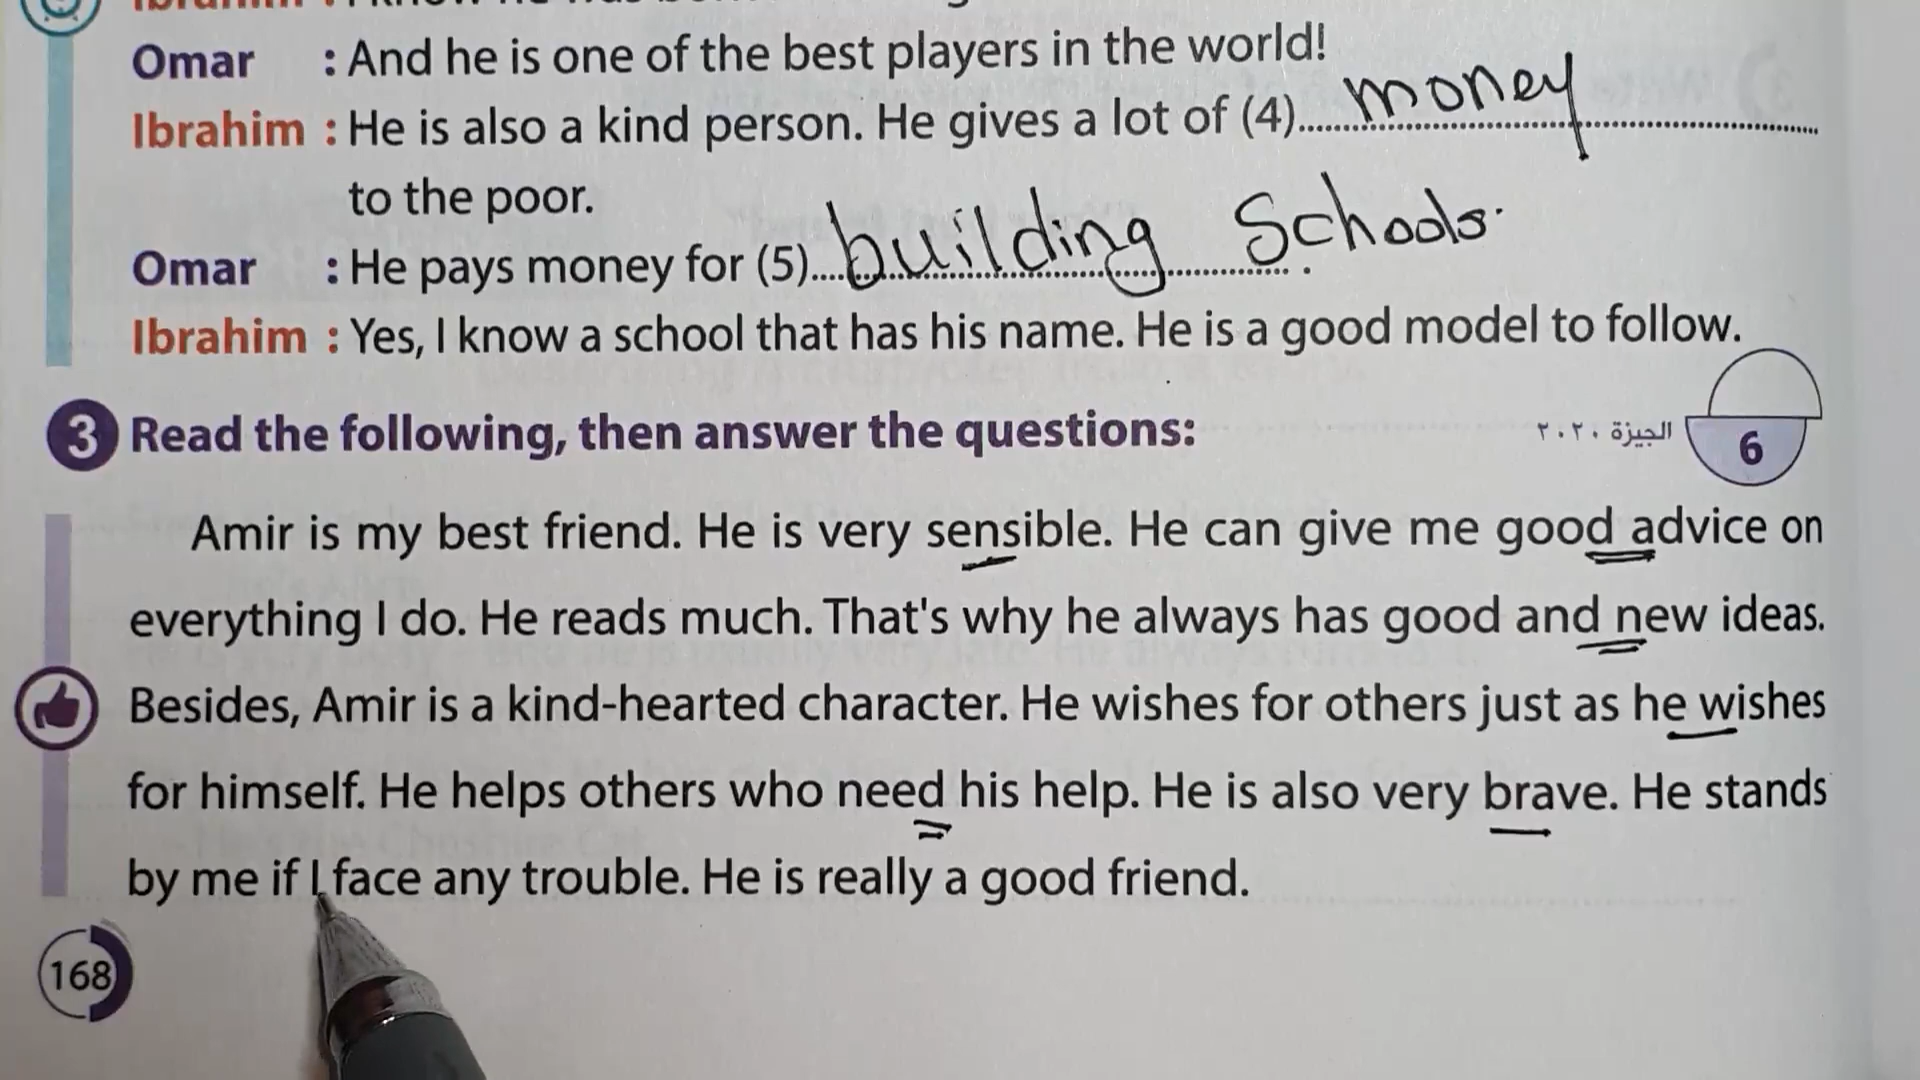 Omar : And he is one of the best players in the world!
Ibrahim : He is also a kind person. He gives a lot of (4)..... money
to the poor.
Omar : He pays money for (5)..... building Schools.
Ibrahim : Yes, I know a school that has his name. He is a good model to follow.
3 Read the following, then answer the questions:
الجيزة ٢٠٢٠
6
Amir is my best friend. He is very sensible. He can give me good advice on
everything I do. He reads much. That's why he always has good and new ideas.
Besides, Amir is a kind-hearted character. He wishes for others just as he wishes
for himself. He helps others who need his help. He is also very brave. He stands
by me if I face any trouble. He is really a good friend.
168